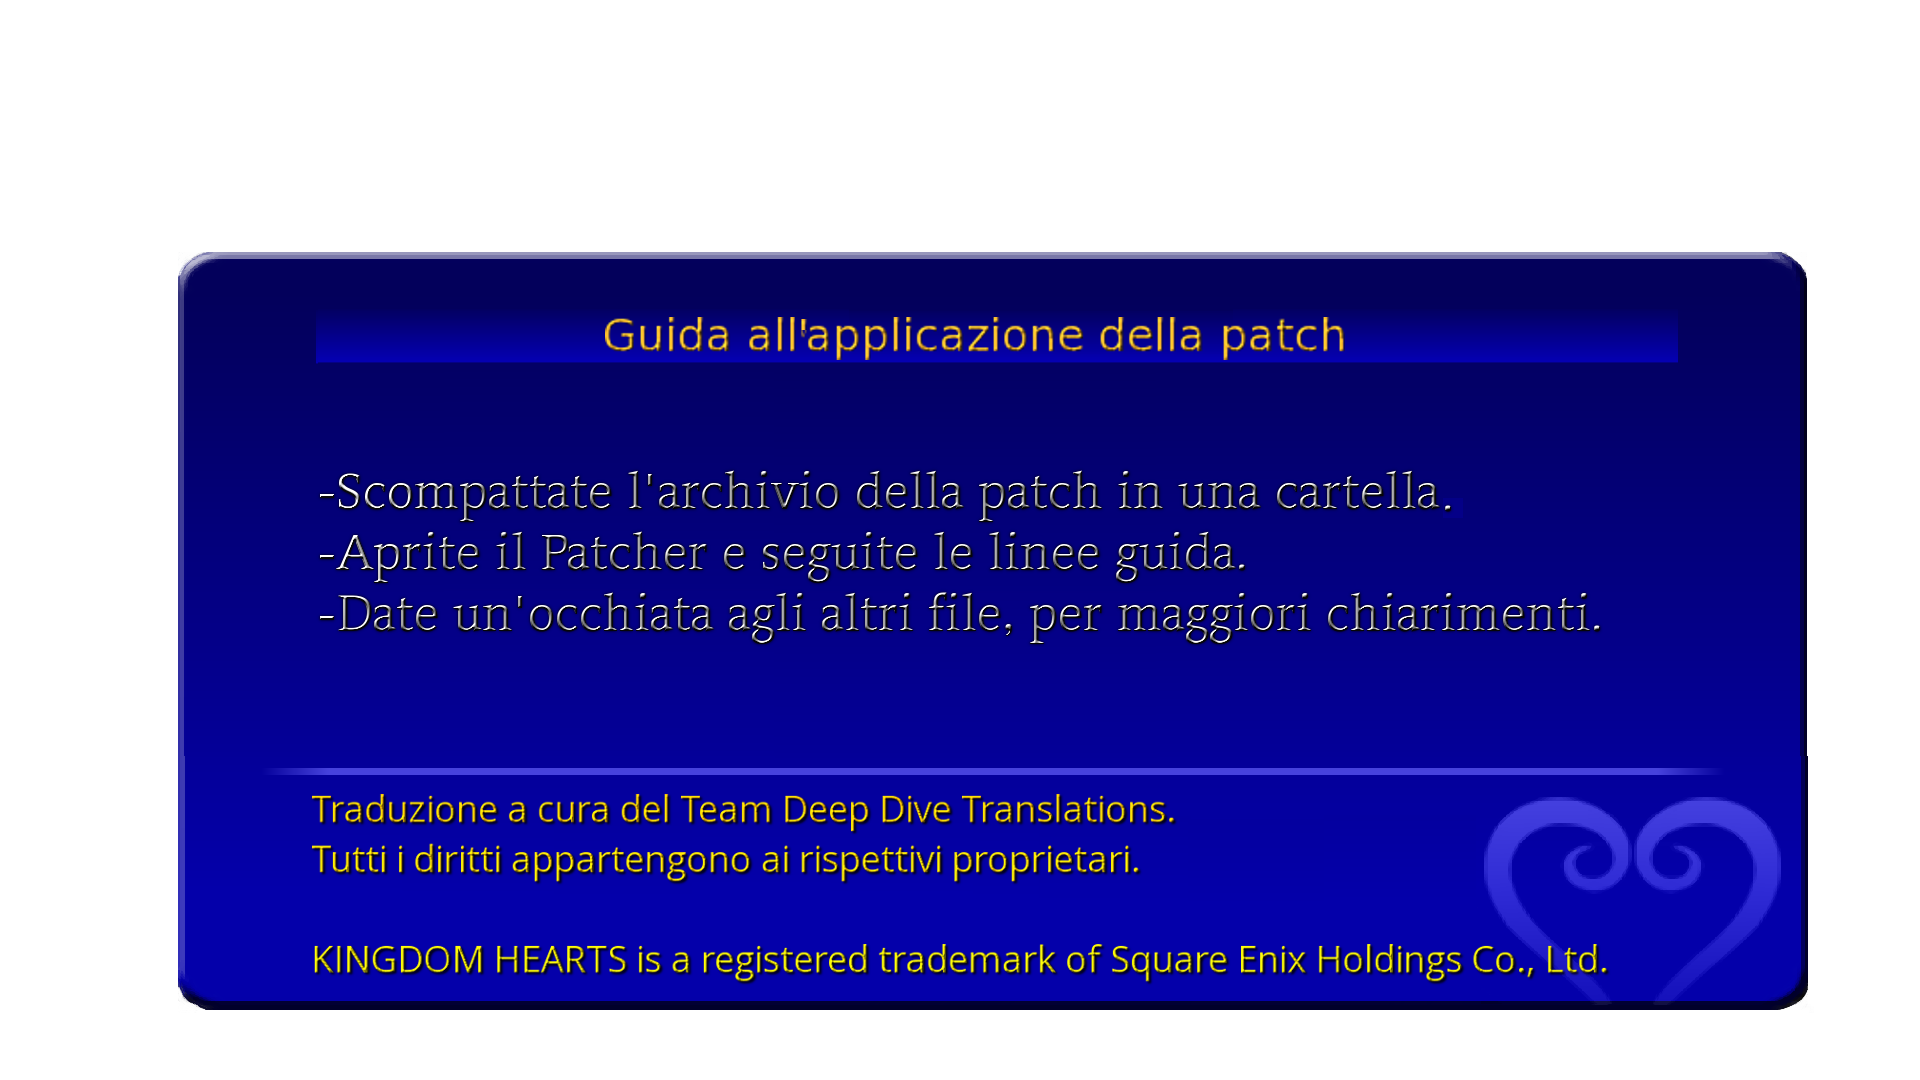 Guida all'applicazione della patch
-Scompattate l'archivio della patch in una cartella.
-Aprite il Patcher e seguite le linee guida.
-Date un'occhiata agli altri file, per maggiori chiarimenti.
Traduzione a cura del Team Deep Dive Translations.
Tutti i diritti appartengono ai rispettivi proprietari.
KINGDOM HEARTS is a registered trademark of Square Enix Holdings Co., Ltd.